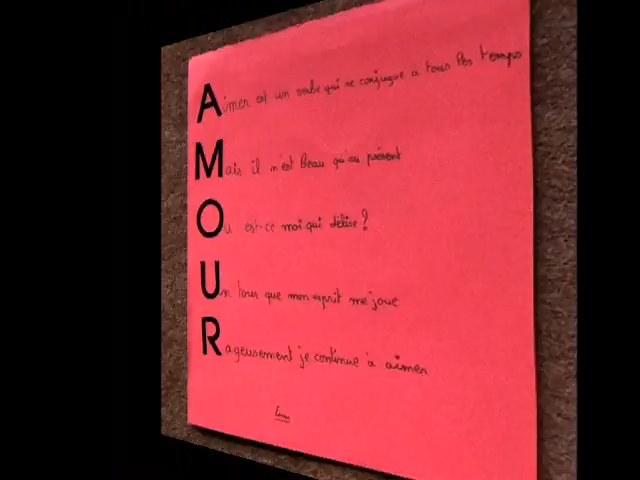 Aimer est un verbe qui se conjugue à tous les temps
Mais il n'est Beau qu'au présent
Ou est-ce moi qui délire ?
Un tour que mon esprit me joue
Rageusement je continue à aimer